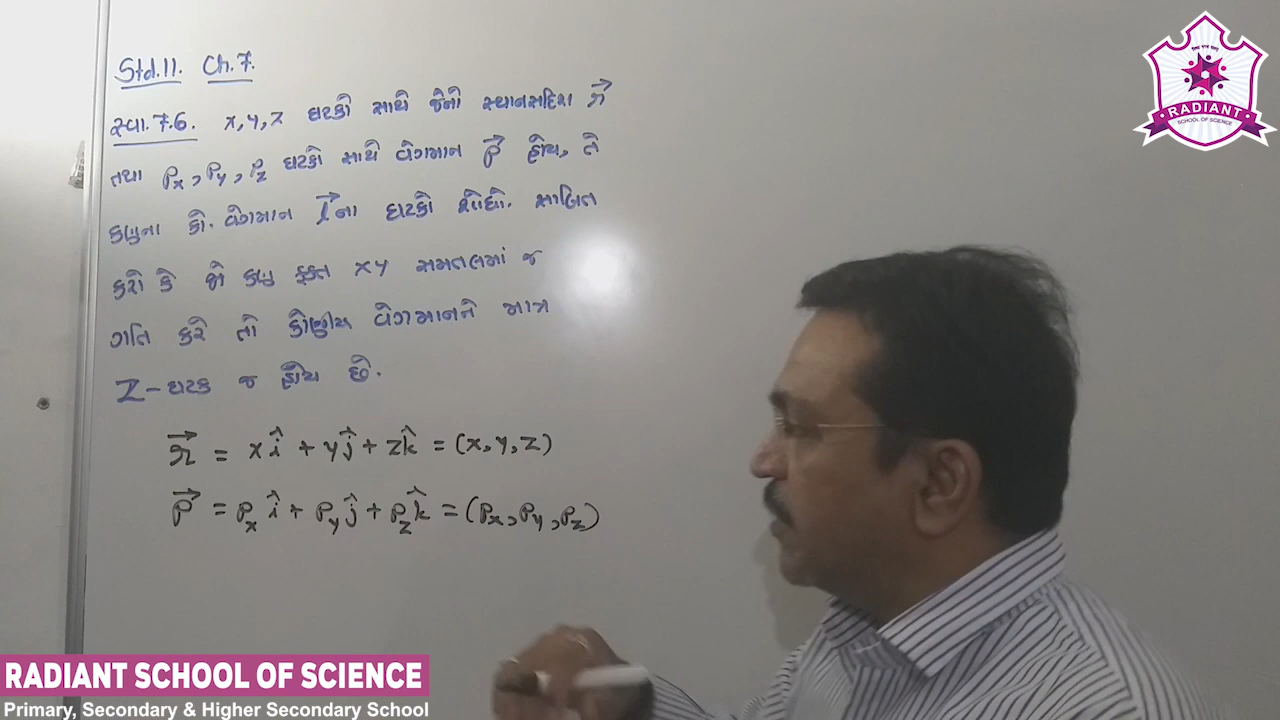 Std.11. Ch.7.
સ્વા.7.6. x,y,z ઘટકો સાથે જેનો સ્થાનસદિશ r⃗
તથા Px, Py, Pz ઘટકો સાથે વેગમાન P⃗ હોય, તે
કણના કો. વેગમાન l⃗ના ઘટકો શોધો. સાબિત
કરો કે જો કણ ફક્ત xy સમતલમાં જ
ગતિ કરે તો કોણીય વેગમાનને માત્ર
Z-ઘટક જ હોય છે.
r⃗ = xî + yĵ + zk̂ = (x,y,z)
P⃗ = Pxî + Pyĵ + Pzk̂ = (Px, Py, Pz)
RADIANT
SCHOOL OF SCIENCE
RADIANT SCHOOL OF SCIENCE
Primary, Secondary & Higher Secondary School